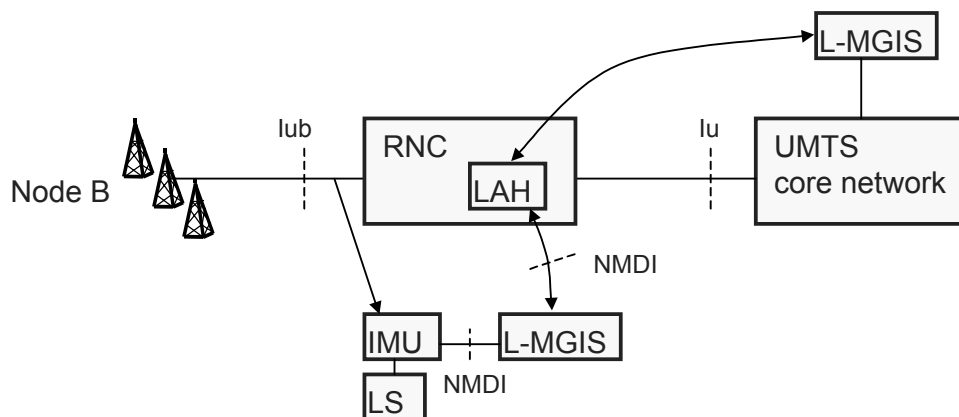 L-MGIS
Iub
Iu
RNC
UMTS
core network
LAH
Node B
NMDI
IMU
L-MGIS
NMDI
LS